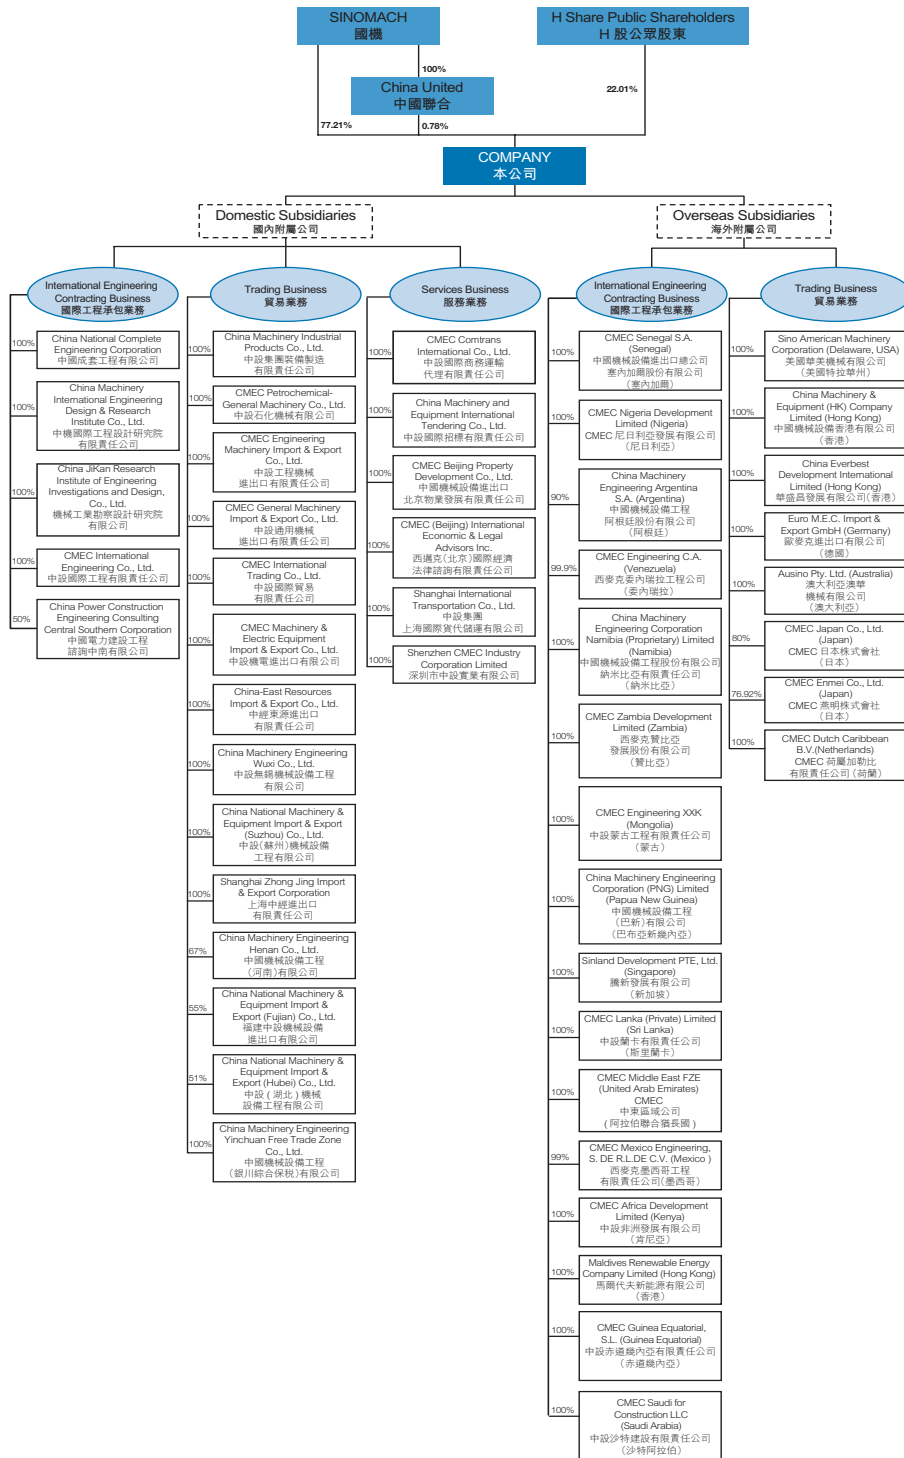 SINOMACH
國機
H Share Public Shareholders
H 股公眾股東
100%
China United
中國聯合
22.01%
77.21%
0.78%
COMPANY
本公司
Domestic Subsidiaries
國內附屬公司
Overseas Subsidiaries
海外附屬公司
International Engineering
Contracting Business
國際工程承包業務
100%
China National Complete
Engineering Corporation
中國成套工程有限公司
100%
China Machinery
International Engineering
Design & Research
Institute Co., Ltd.
中機國際工程設計研究院
有限責任公司
100%
China JiKan Research
Institute of Engineering
Investigations and Design,
Co., Ltd.
機械工業勘察設計研究院
有限公司
100%
CMEC International
Engineering Co., Ltd.
中設國際工程有限責任公司
50%
China Power Construction
Engineering Consulting
Central Southern Corporation
中國電力建設工程
諮詢中南有限公司
Trading Business
貿易業務
100%
China Machinery Industrial
Products Co., Ltd.
中設集團裝備製造
有限責任公司
100%
CMEC Petrochemical-
General Machinery Co., Ltd.
中設石化機械有限公司
100%
CMEC Engineering
Machinery Import & Export
Co., Ltd.
中設工程機械
進出口有限責任公司
100%
CMEC General Machinery
Import & Export Co., Ltd.
中設通用機械
進出口有限責任公司
100%
CMEC International
Trading Co., Ltd.
中設國際貿易
有限責任公司
100%
CMEC Machinery &
Electric Equipment
Import & Export Co., Ltd.
中設機電進出口有限公司
100%
China-East Resources
Import & Export Co., Ltd.
中經東源進出口
有限責任公司
100%
China Machinery Engineering
Wuxi Co., Ltd.
中設無錫機械設備工程
有限公司
100%
China National Machinery &
Equipment Import & Export
(Suzhou) Co., Ltd.
中設(蘇州)機械設備
工程有限公司
100%
Shanghai Zhong Jing Import
& Export Corporation
上海中經進出口
有限責任公司
67%
China Machinery Engineering
Henan Co., Ltd.
中國機械設備工程
(河南)有限公司
55%
China National Machinery &
Equipment Import &
Export (Fujian) Co., Ltd.
福建中設機械設備
進出口有限公司
51%
China National Machinery &
Equipment Import &
Export (Hubei) Co., Ltd.
中設 ( 湖北 ) 機械
設備工程有限公司
100%
China Machinery Engineering
Yinchuan Free Trade Zone
Co., Ltd.
中國機械設備工程
(銀川綜合保稅)有限公司
Services Business
服務業務
100%
CMEC Comtrans
International Co., Ltd.
中設國際商務運輸
代理有限責任公司
100%
China Machinery and
Equipment International
Tendering Co., Ltd.
中設國際招標有限責任公司
100%
CMEC Beijing Property
Development Co., Ltd.
中國機械設備進出口
北京物業發展有限責任公司
100%
CMEC (Beijing) International
Economic & Legal
Advisors Inc.
西邁克(北京)國際經濟
法律諮詢有限責任公司
100%
Shanghai International
Transportation Co., Ltd.
中設集團
上海國際貨代儲運有限公司
100%
Shenzhen CMEC Industry
Corporation Limited
深圳市中設實業有限公司
International Engineering
Contracting Business
國際工程承包業務
100%
CMEC Senegal S.A.
(Senegal)
中國機械設備進出口總公司
塞內加爾股份有限公司
(塞內加爾)
100%
CMEC Nigeria Development
Limited (Nigeria)
CMEC 尼日利亞發展有限公司
(尼日利亞)
90%
China Machinery
Engineering Argentina
S.A. (Argentina)
中國機械設備工程
阿根廷股份有限公司
(阿根廷)
99.9%
CMEC Engineering C.A.
(Venezuela)
西麥克委內瑞拉工程公司
(委內瑞拉)
100%
China Machinery
Engineering Corporation
Namibia (Proprietary) Limited
(Namibia)
中國機械設備工程股份有限公司
納米比亞有限責任公司
(納米比亞)
100%
CMEC Zambia Development
Limited (Zambia)
西麥克贊比亞
發展股份有限公司
(贊比亞)
100%
CMEC Engineering XXK
(Mongolia)
中設蒙古工程有限責任公司
(蒙古)
100%
China Machinery Engineering
Corporation (PNG) Limited
(Papua New Guinea)
中國機械設備工程
(巴新)有限公司
(巴布亞新幾內亞)
100%
Sinland Development PTE, Ltd.
(Singapore)
騰新發展有限公司
(新加坡)
100%
CMEC Lanka (Private) Limited
(Sri Lanka)
中設蘭卡有限責任公司
(斯里蘭卡)
100%
CMEC Middle East FZE
(United Arab Emirates)
CMEC
中東區域公司
( 阿拉伯聯合酋長國 )
99%
CMEC Mexico Engineering,
S. DE R.L.DE C.V. (Mexico )
西麥克墨西哥工程
有限責任公司(墨西哥)
100%
CMEC Africa Development
Limited (Kenya)
中設非洲發展有限公司
(肯尼亞)
100%
Maldives Renewable Energy
Company Limited (Hong Kong)
馬爾代夫新能源有限公司
(香港)
100%
CMEC Guinea Equatorial,
S.L. (Guinea Equatorial)
中設赤道幾內亞有限責任公司
(赤道幾內亞)
100%
CMEC Saudi for
Construction LLC
(Saudi Arabia)
中設沙特建設有限責任公司
(沙特阿拉伯)
Trading Business
貿易業務
100%
Sino American Machinery
Corporation (Delaware, USA)
美國華美機械有限公司
(美國特拉華州)
100%
China Machinery &
Equipment (HK) Company
Limited (Hong Kong)
中國機械設備香港有限公司
(香港)
100%
China Everbest
Development International
Limited (Hong Kong)
華盛昌發展有限公司(香港)
100%
Euro M.E.C. Import &
Export GmbH (Germany)
歐麥克進出口有限公司
(德國)
100%
Ausino Pty. Ltd. (Australia)
澳大利亞澳華
機械有限公司
(澳大利亞)
80%
CMEC Japan Co., Ltd.
(Japan)
CMEC 日本株式會社
(日本)
76.92%
CMEC Enmei Co., Ltd.
(Japan)
CMEC 燕明株式會社
(日本)
100%
CMEC Dutch Caribbean
B.V.(Netherlands)
CMEC 荷屬加勒比
有限責任公司 (荷蘭)